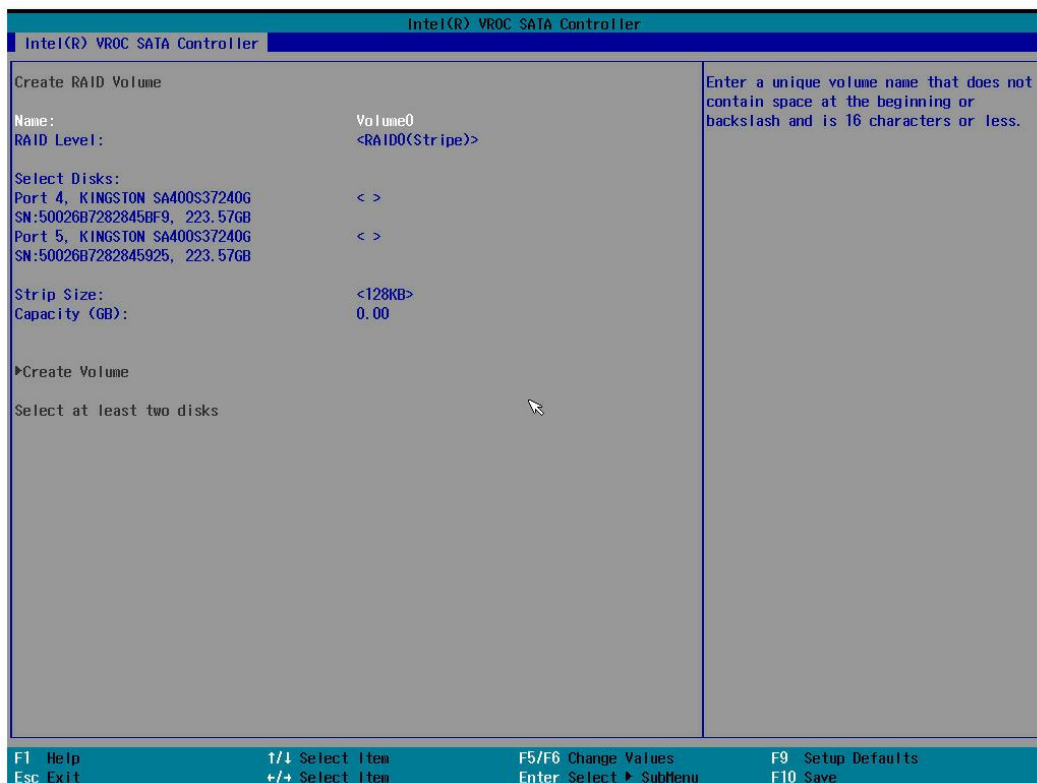 Intel(R) VROC SATA Controller
Intel(R) VROC SATA Controller
Create RAID Volume
Name: Volume0
RAID Level: <RAID0(Stripe)>
Select Disks:
Port 4, KINGSTON SA400S37240G < >
SN:50026B7282845BF9, 223.57GB
Port 5, KINGSTON SA400S37240G < >
SN:50026B7282845925, 223.57GB
Strip Size: <128KB>
Capacity (GB): 0.00
▶Create Volume
Select at least two disks
Enter a unique volume name that does not
contain space at the beginning or
backslash and is 16 characters or less.
F1 Help ↑/↓ Select Item F5/F6 Change Values F9 Setup Defaults
Esc Exit ←/→ Select Item Enter Select ▶ SubMenu F10 Save